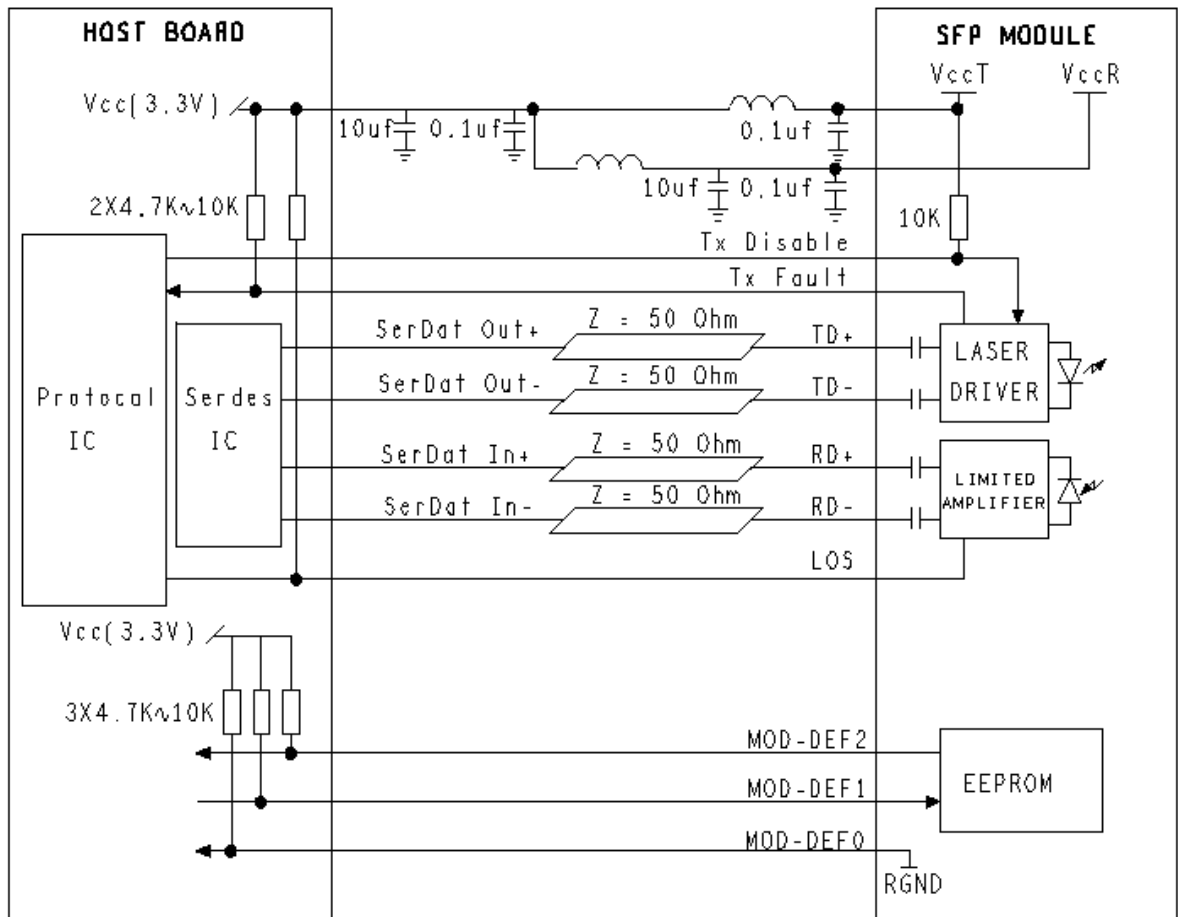 HOST BOARD
SFP MODULE
VccT
VccR
Vcc(3.3V)
10uf
0.1uf
0.1uf
10uf
0.1uf
2X4.7K~10K
10K
Tx Disable
Tx Fault
Z = 50 Ohm
SerDat Out+
TD+
LASER
DRIVER
Z = 50 Ohm
SerDat Out-
TD-
Protocal
IC
Serdes
IC
Z = 50 Ohm
SerDat In+
RD+
LIMITED
AMPLIFIER
Z = 50 Ohm
SerDat In-
RD-
LOS
Vcc(3.3V)
3X4.7K~10K
MOD-DEF2
EEPROM
MOD-DEF1
MOD-DEF0
RGND